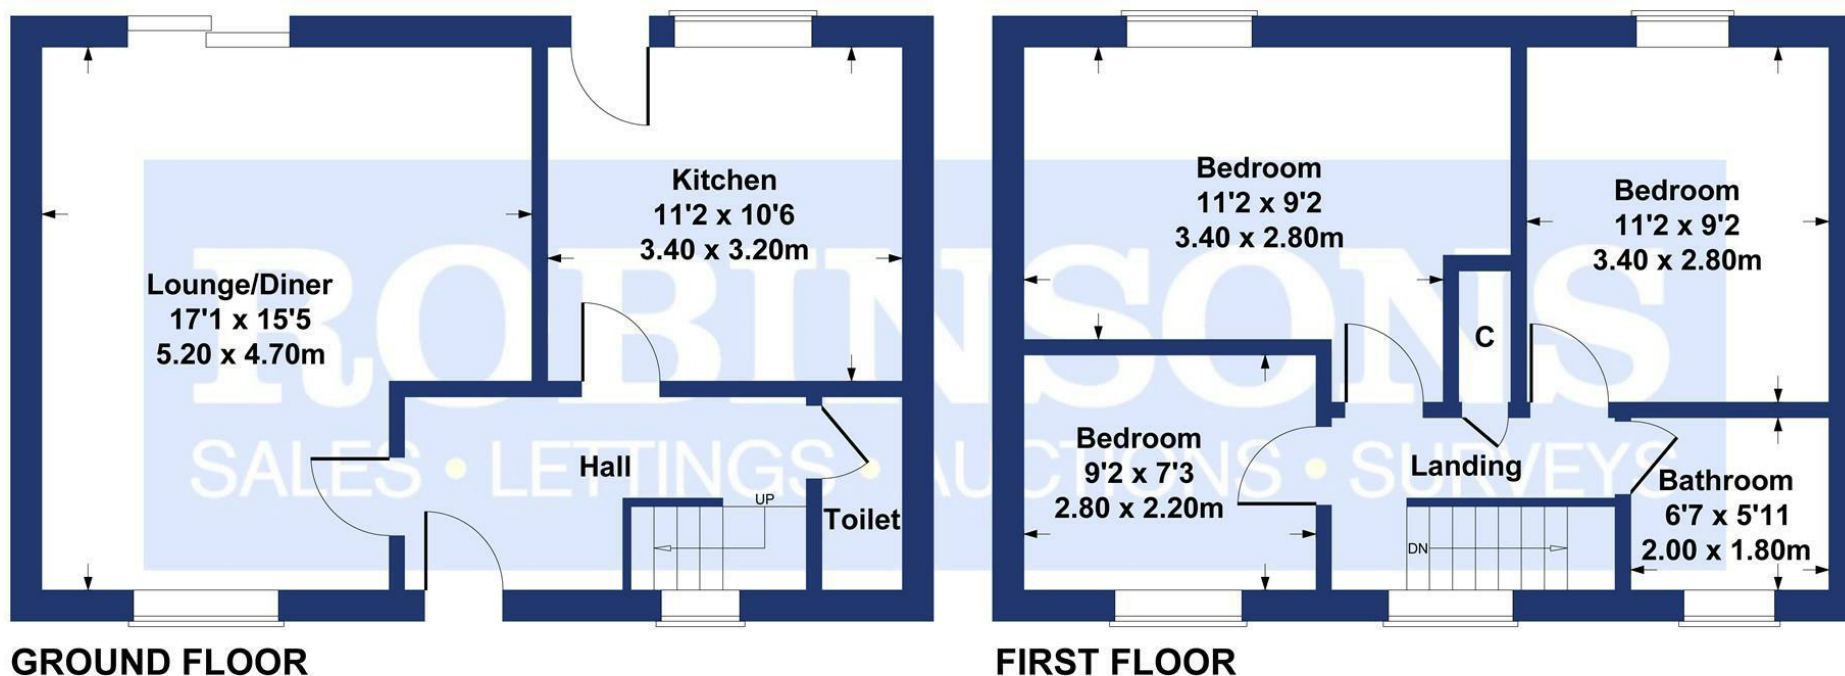 Lounge/Diner
17'1 x 15'5
5.20 x 4.70m
Kitchen
11'2 x 10'6
3.40 x 3.20m
Hall
UP
Toilet
GROUND FLOOR
Bedroom
11'2 x 9'2
3.40 x 2.80m
Bedroom
11'2 x 9'2
3.40 x 2.80m
C
Bedroom
9'2 x 7'3
2.80 x 2.20m
Landing
DN
Bathroom
6'7 x 5'11
2.00 x 1.80m
FIRST FLOOR
ROBINSONS
SALES • LETTINGS • AUCTIONS • SURVEYS